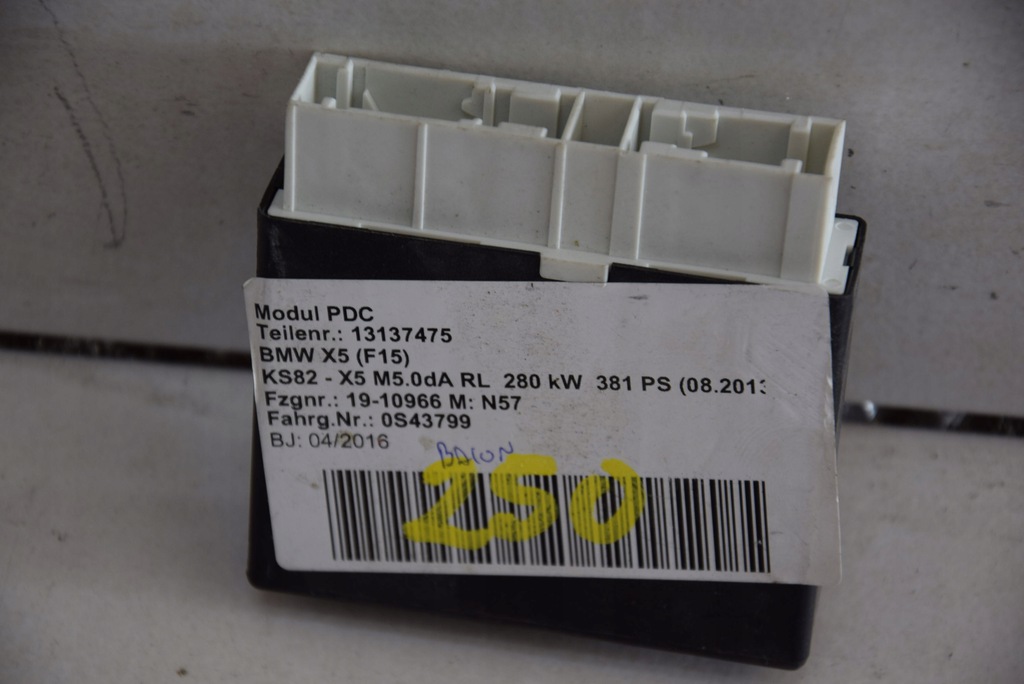 Modul PDC
Teilenr.: 13137475
BMW X5 (F15)
KS82 - X5 M5.0dA RL 280 kW 381 PS (08.2013
Fzgnr.: 19-10966 M: N57
Fahrg.Nr.: 0S43799
BJ: 04/2016
250